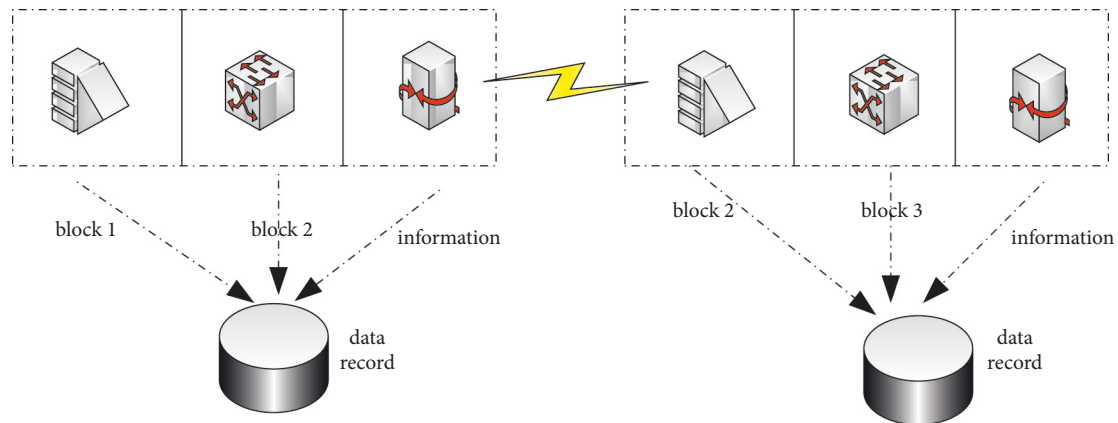 block 1
block 2
information
data
record
block 2
block 3
information
data
record